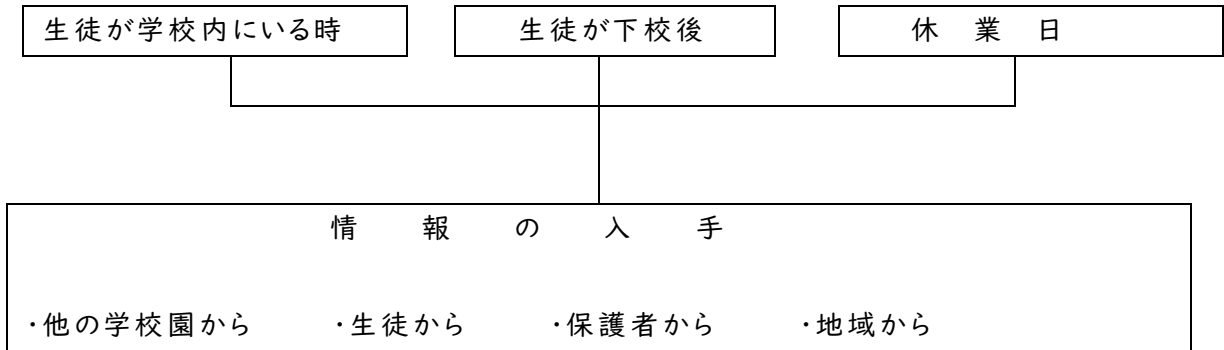 生徒が学校内にいる時
生徒が下校後
休 業 日
情 報 の 入 手
・他の学校園から ・生徒から ・保護者から ・地域から